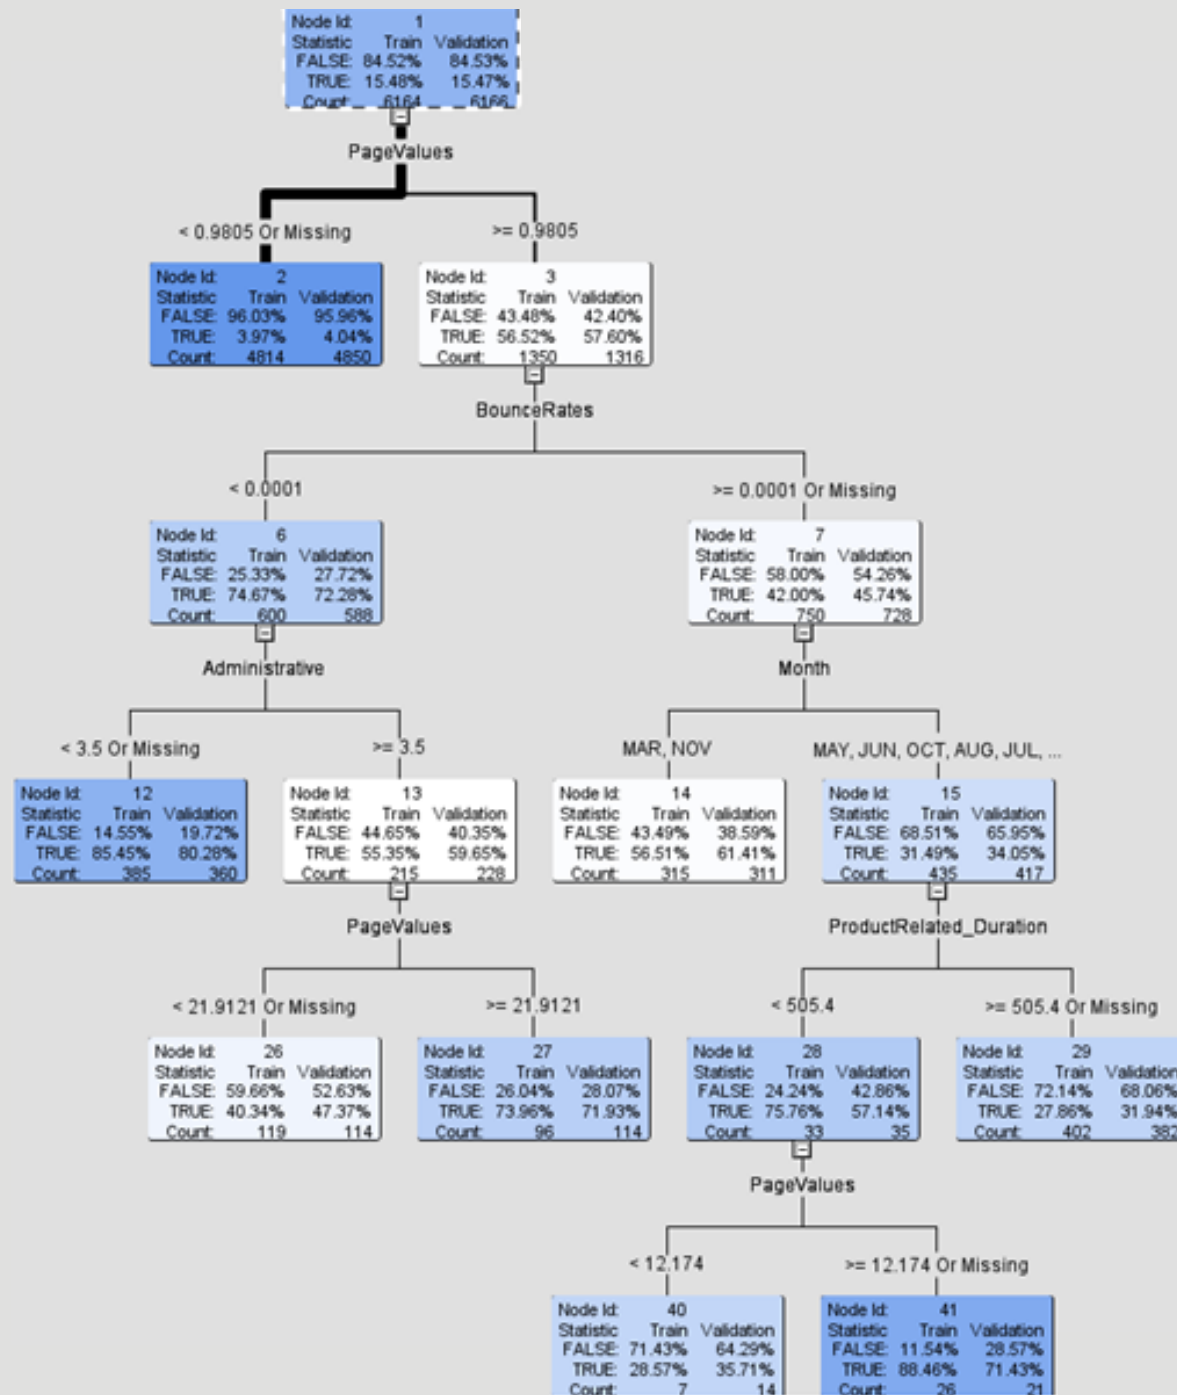 Node Id: 1
Statistic Train Validation
FALSE: 84.52% 84.53%
TRUE: 15.48% 15.47%
Count: 6164 6166
PageValues
< 0.9805 Or Missing >= 0.9805
Node Id: 2
Statistic Train Validation
FALSE: 96.03% 95.96%
TRUE: 3.97% 4.04%
Count: 4814 4850
Node Id: 3
Statistic Train Validation
FALSE: 43.48% 42.40%
TRUE: 56.52% 57.60%
Count: 1350 1316
BounceRates
< 0.0001 >= 0.0001 Or Missing
Node Id: 6
Statistic Train Validation
FALSE: 25.33% 27.72%
TRUE: 74.67% 72.28%
Count: 600 588
Node Id: 7
Statistic Train Validation
FALSE: 58.00% 54.26%
TRUE: 42.00% 45.74%
Count: 750 728
Administrative
Month
< 3.5 Or Missing >= 3.5
MAR, NOV MAY, JUN, OCT, AUG, JUL, ...
Node Id: 12
Statistic Train Validation
FALSE: 14.55% 19.72%
TRUE: 85.45% 80.28%
Count: 385 360
Node Id: 13
Statistic Train Validation
FALSE: 44.65% 40.35%
TRUE: 55.35% 59.65%
Count: 215 228
Node Id: 14
Statistic Train Validation
FALSE: 43.49% 38.59%
TRUE: 56.51% 61.41%
Count: 315 311
Node Id: 15
Statistic Train Validation
FALSE: 68.51% 65.95%
TRUE: 31.49% 34.05%
Count: 435 417
PageValues
ProductRelated_Duration
< 21.9121 Or Missing >= 21.9121
< 505.4 >= 505.4 Or Missing
Node Id: 26
Statistic Train Validation
FALSE: 59.66% 52.63%
TRUE: 40.34% 47.37%
Count: 119 114
Node Id: 27
Statistic Train Validation
FALSE: 26.04% 28.07%
TRUE: 73.96% 71.93%
Count: 96 114
Node Id: 28
Statistic Train Validation
FALSE: 24.24% 42.86%
TRUE: 75.76% 57.14%
Count: 33 35
Node Id: 29
Statistic Train Validation
FALSE: 72.14% 68.06%
TRUE: 27.86% 31.94%
Count: 402 382
PageValues
< 12.174 >= 12.174 Or Missing
Node Id: 40
Statistic Train Validation
FALSE: 71.43% 64.29%
TRUE: 28.57% 35.71%
Count: 7 14
Node Id: 41
Statistic Train Validation
FALSE: 11.54% 28.57%
TRUE: 88.46% 71.43%
Count: 26 21